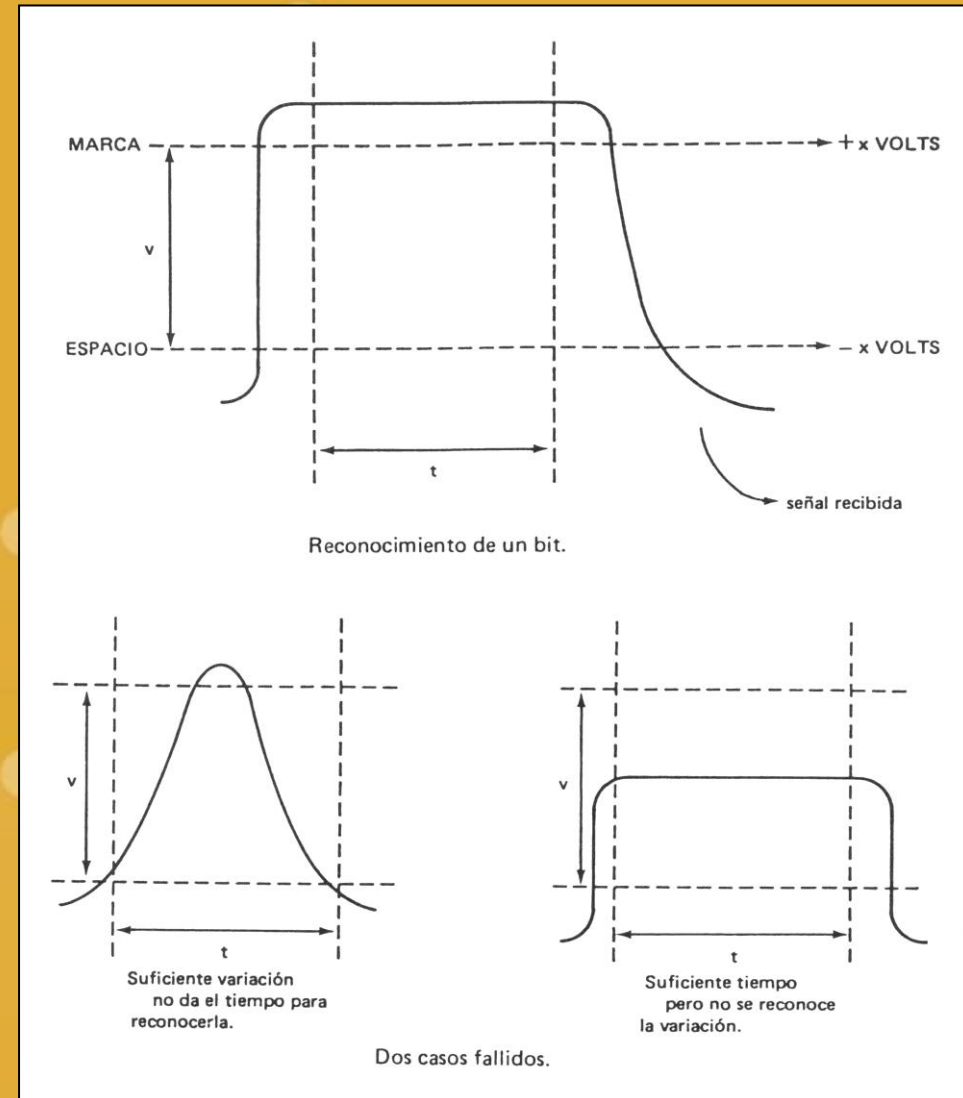 MARCA
+ x VOLTS
v
ESPACIO
– x VOLTS
t
señal recibida
Reconocimiento de un bit.
v
t
Suficiente variación
no da el tiempo para
reconocerla.
v
t
Suficiente tiempo
pero no se reconoce
la variación.
Dos casos fallidos.